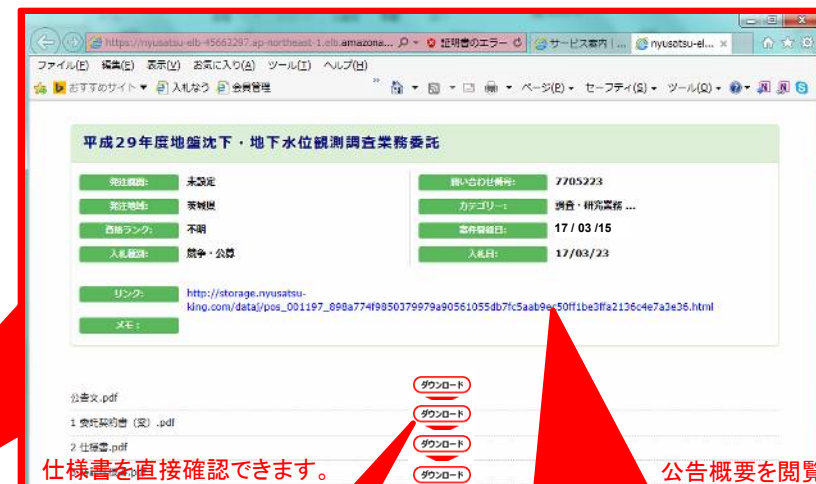 https://nyusatsu-elb-45663297.ap-northeast-1.elb.amazona... 証明書のエラー サービス案内 | ... nyusatsu-el...
ファイル(F) 編集(E) 表示(V) お気に入り(A) ツール(T) ヘルプ(H)
おすすめサイト 入札なう 会員管理 ページ(P) セーフティ(S) ツール(O)
平成29年度地盤沈下・地下水位観測調査業務委託
発注機関: 未設定 問い合わせ番号: 7705223
発注地域: 茨城県 カテゴリー: 調査・研究業務 ...
資格ランク: 不明 案件登録日: 17 / 03 /15
入札種別: 競争・公募 入札日: 17/03/23
リンク: http://storage.nyusatsu-
king.com/dataj/pos_001197_898a774f9850379979a90561055db7fc5aab9ec50ff1be3ffa2136c4e7a3e36.html
メモ:
公告文.pdf ダウンロード
1 委託契約書（案）.pdf ダウンロード
2 仕様書.pdf ダウンロード
ダウンロード
仕様書を直接確認できます。
公告概要を閲覧